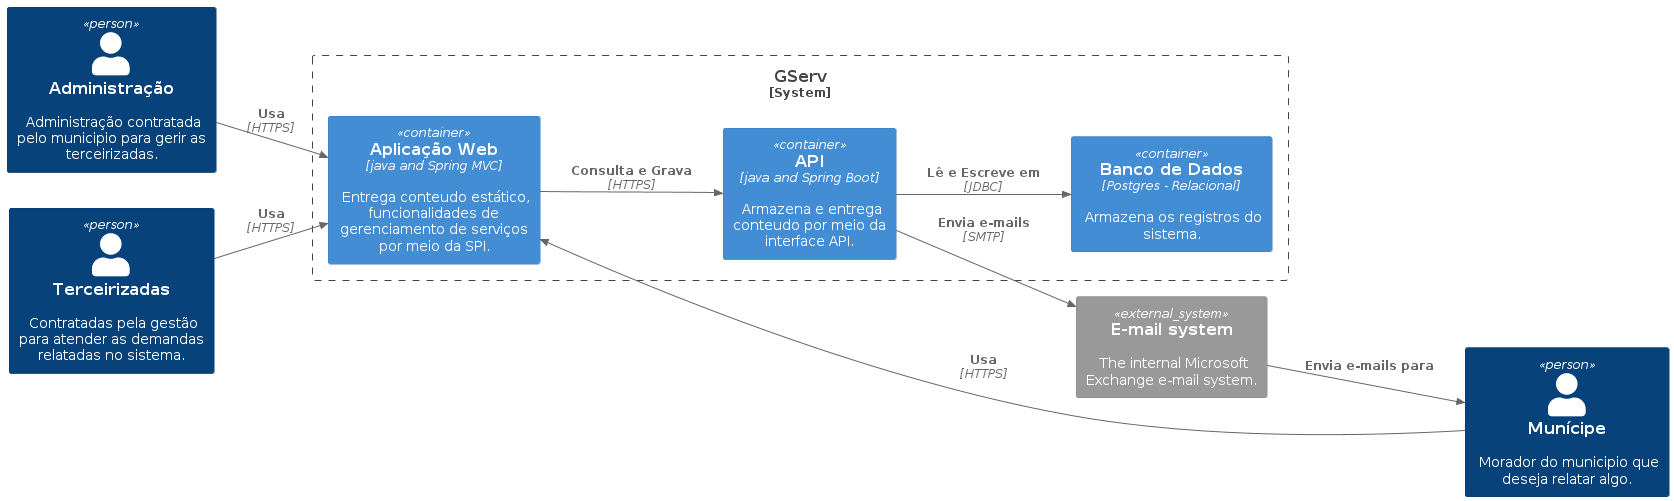 «person»
Administração
Administração contratada
pelo municipio para gerir as
terceirizadas.
«person»
Terceirizadas
Contratadas pela gestão
para atender as demandas
relatadas no sistema.
Usa
[HTTPS]
Usa
[HTTPS]
GServ
[System]
«container»
Aplicação Web
[java and Spring MVC]
Entrega conteudo estático,
funcionalidades de
gerenciamento de serviços
por meio da SPI.
Consulta e Grava
[HTTPS]
«container»
API
[java and Spring Boot]
Armazena e entrega
conteudo por meio da
interface API.
Lê e Escreve em
[JDBC]
Envia e-mails
[SMTP]
«container»
Banco de Dados
[Postgres - Relacional]
Armazena os registros do
sistema.
«external_system»
E-mail system
The internal Microsoft
Exchange e-mail system.
Usa
[HTTPS]
Envia e-mails para
«person»
Munícipe
Morador do municipio que
deseja relatar algo.